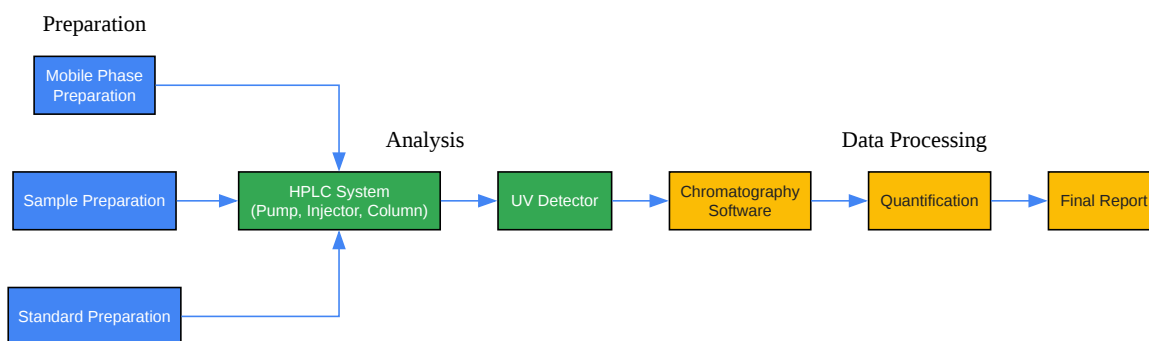 Preparation
Mobile Phase
Preparation
Analysis
Data Processing
Sample Preparation
HPLC System
(Pump, Injector, Column)
UV Detector
Chromatography
Software
Quantification
Final Report
Standard Preparation